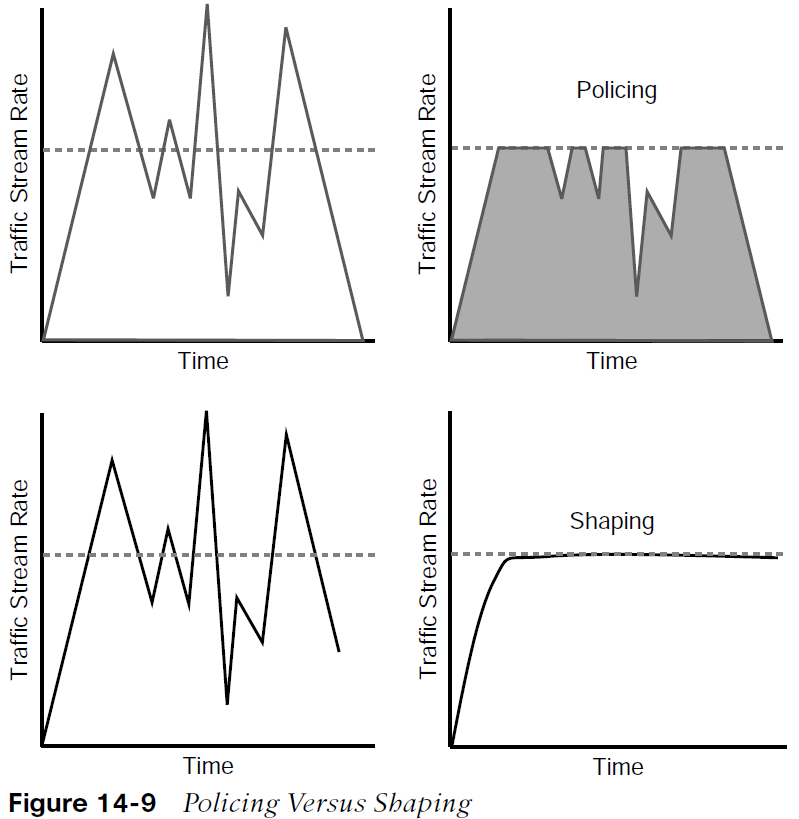 Traffic Stream Rate
Time
Policing
Traffic Stream Rate
Time
Traffic Stream Rate
Time
Shaping
Traffic Stream Rate
Time
Figure 14-9 Policing Versus Shaping